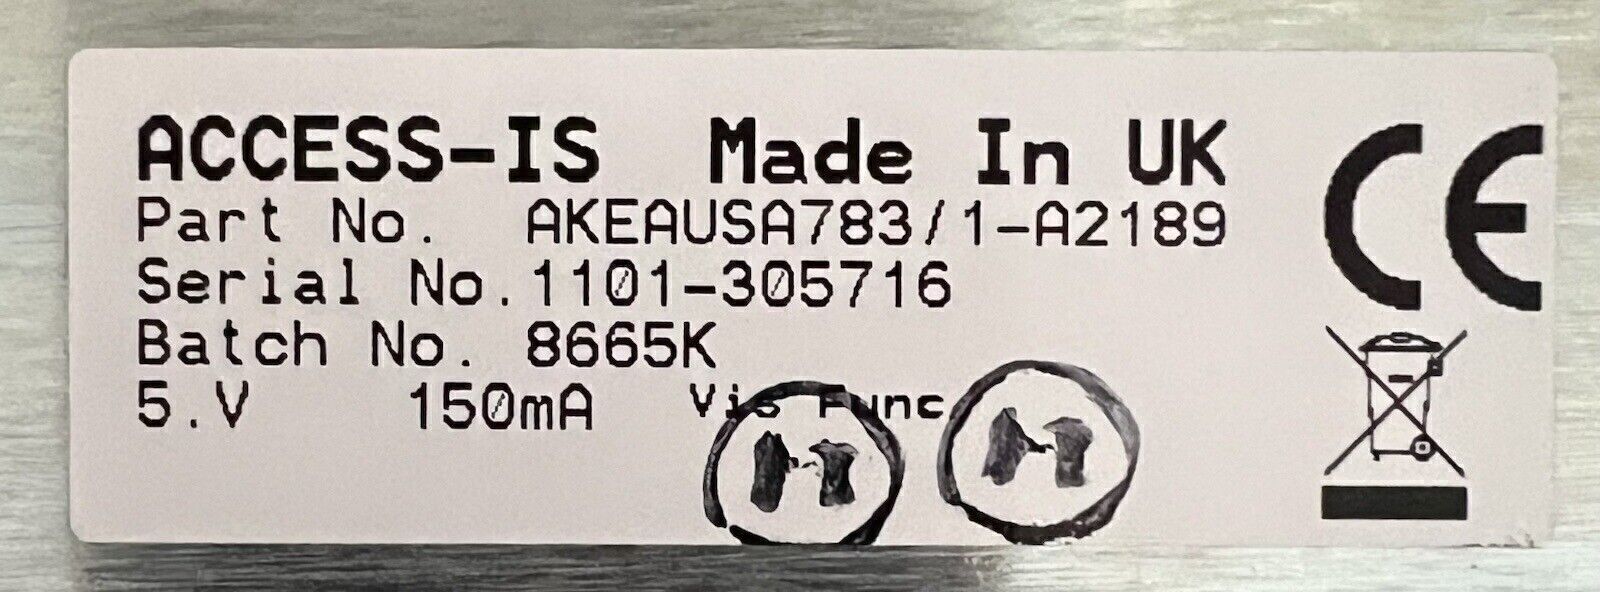 ACCESS-IS Made In UK
Part No. AKEAUSA783/1-A2189
Serial No.1101-305716
Batch No. 8665K
5.V 150mA Vis Func
CE